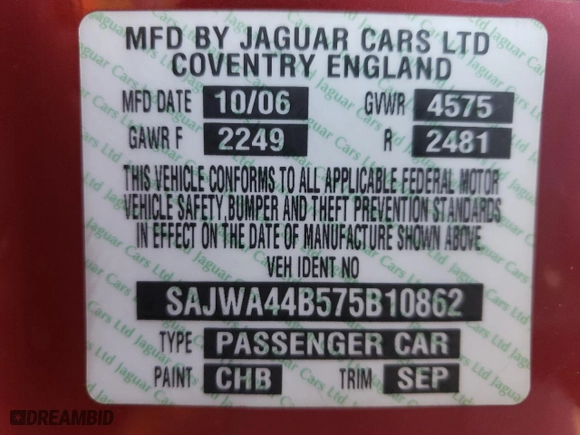 MFD BY JAGUAR CARS LTD
COVENTRY ENGLAND
MFD DATE 10/06 GVWR 4575
GAWR F 2249 R 2481
THIS VEHICLE CONFORMS TO ALL APPLICABLE FEDERAL MOTOR
VEHICLE SAFETY, BUMPER AND THEFT PREVENTION STANDARDS
IN EFFECT ON THE DATE OF MANUFACTURE SHOWN ABOVE.
VEH IDENT NO
SAJWA44B575B10862
TYPE PASSENGER CAR
PAINT CHB TRIM SEP
DREAMBID